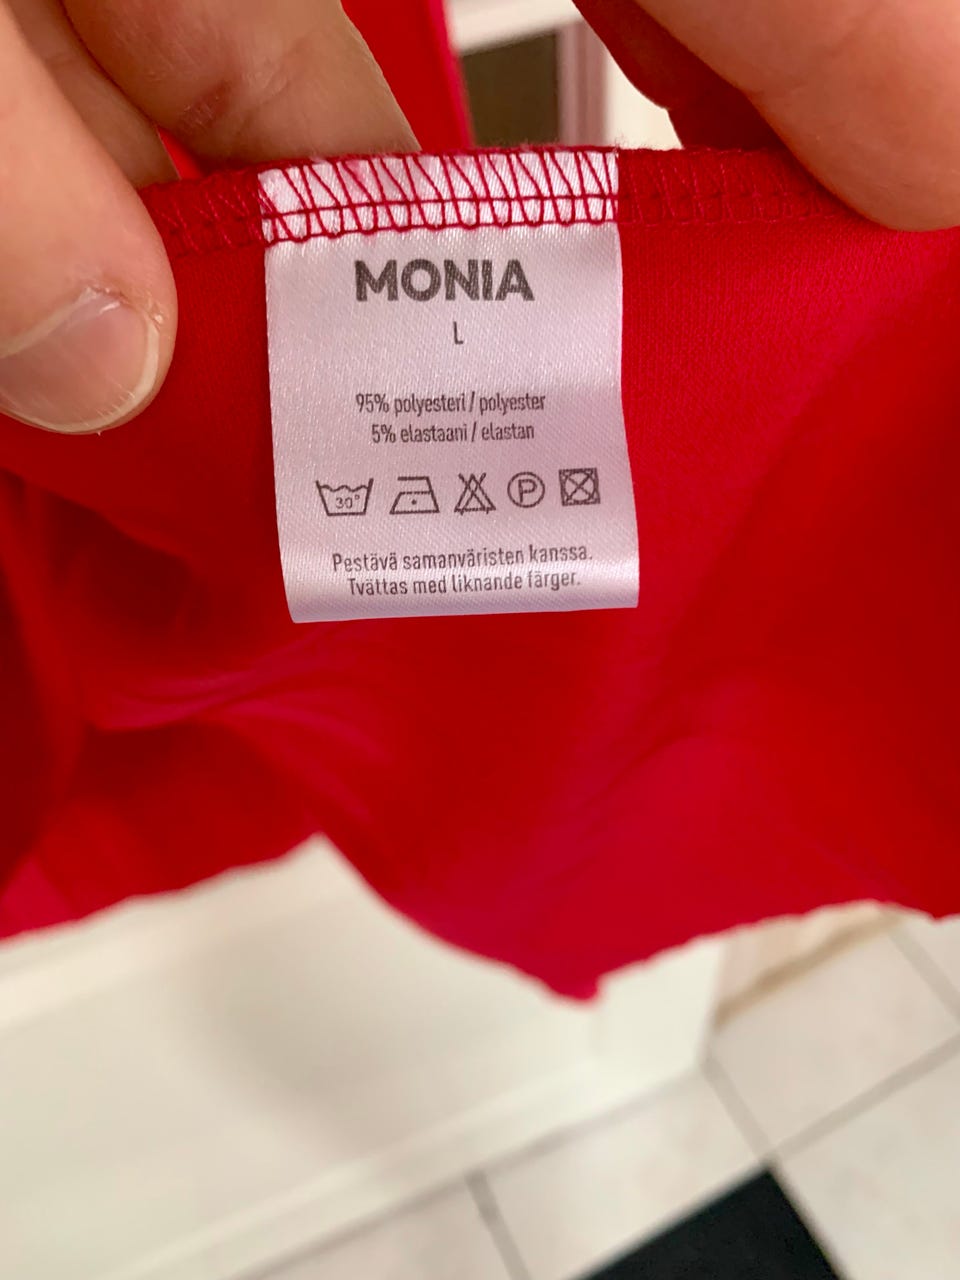 MONIA
L
95% polyesteri / polyester
5% elastaani / elastan
30° P
Pestävä samanväristen kanssa.
Tvättas med liknande färger.